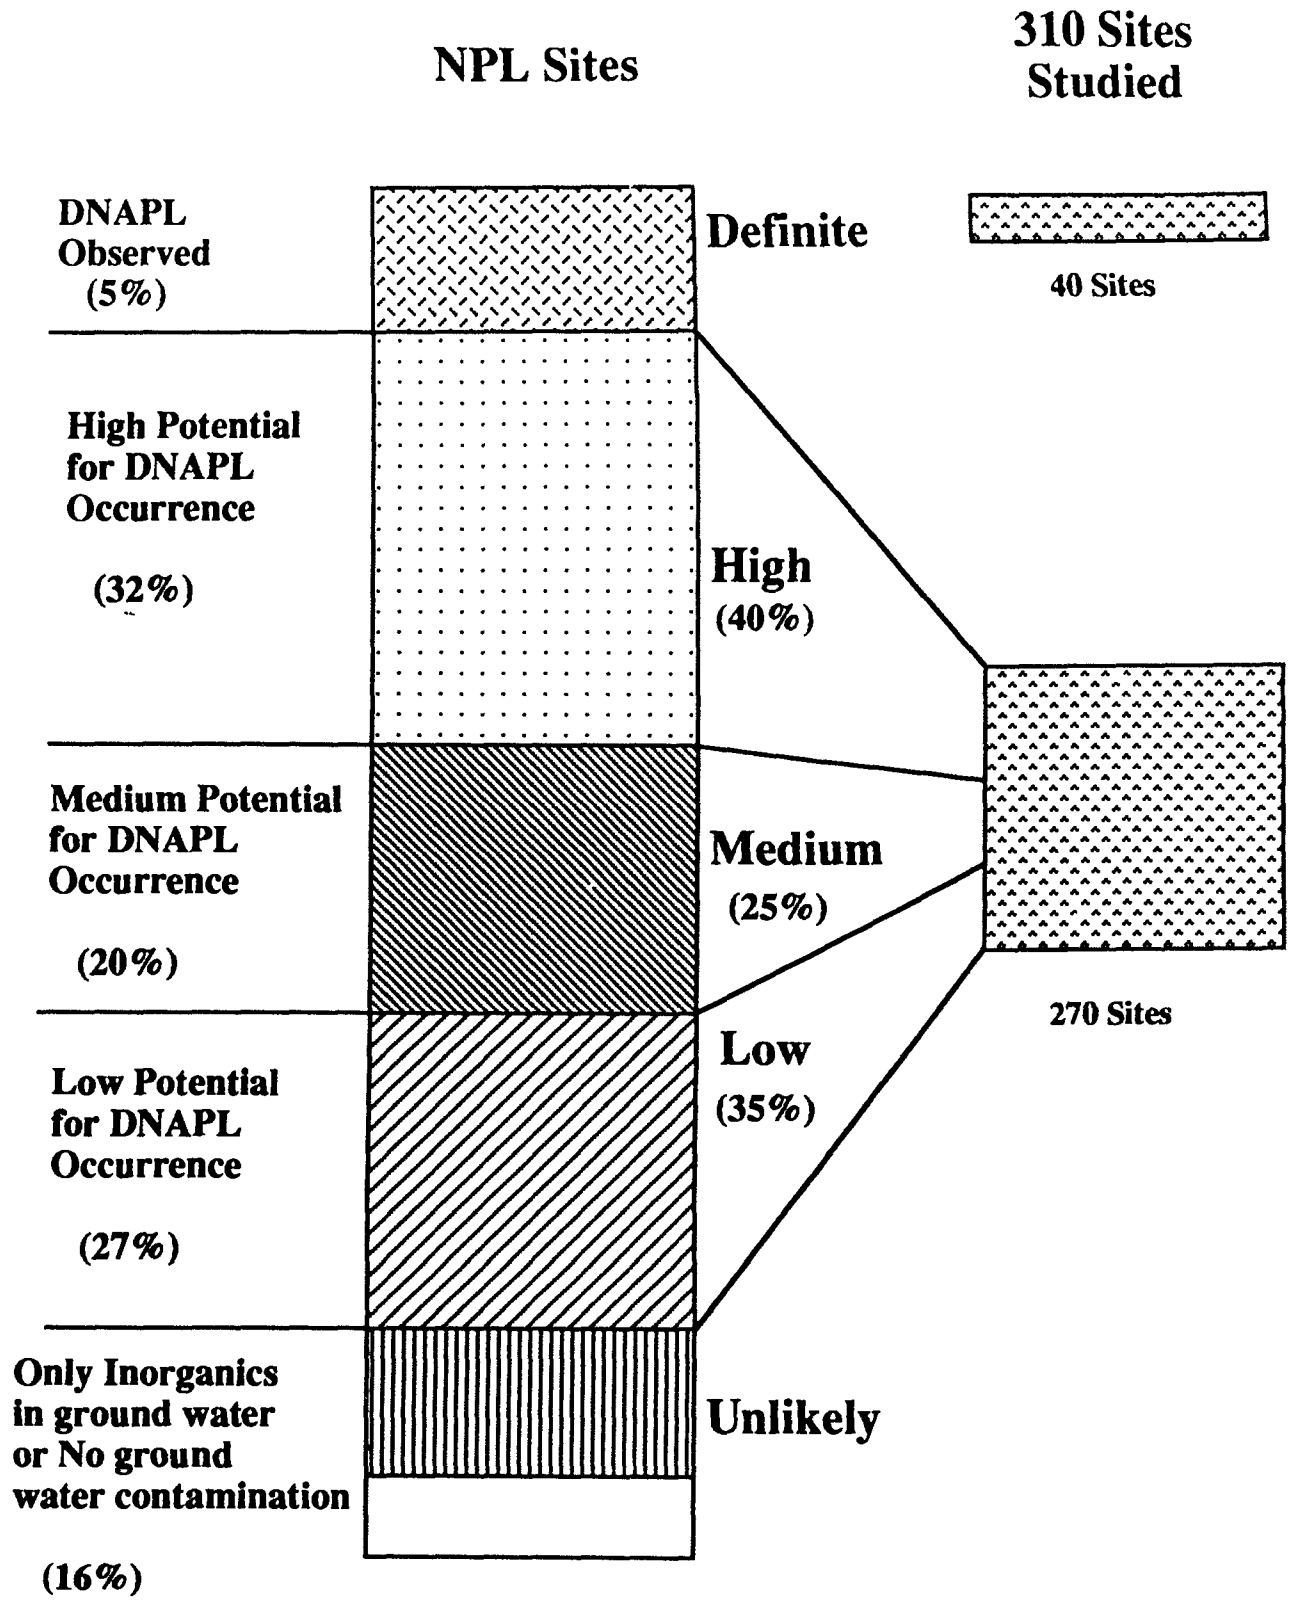 NPL Sites
310 Sites
Studied
DNAPL
Observed
(5%)
Definite
40 Sites
High Potential
for DNAPL
Occurrence
(32%)
High
(40%)
Medium Potential
for DNAPL
Occurrence
(20%)
Medium
(25%)
270 Sites
Low Potential
for DNAPL
Occurrence
(27%)
Low
(35%)
Only Inorganics
in ground water
or No ground
water contamination
(16%)
Unlikely